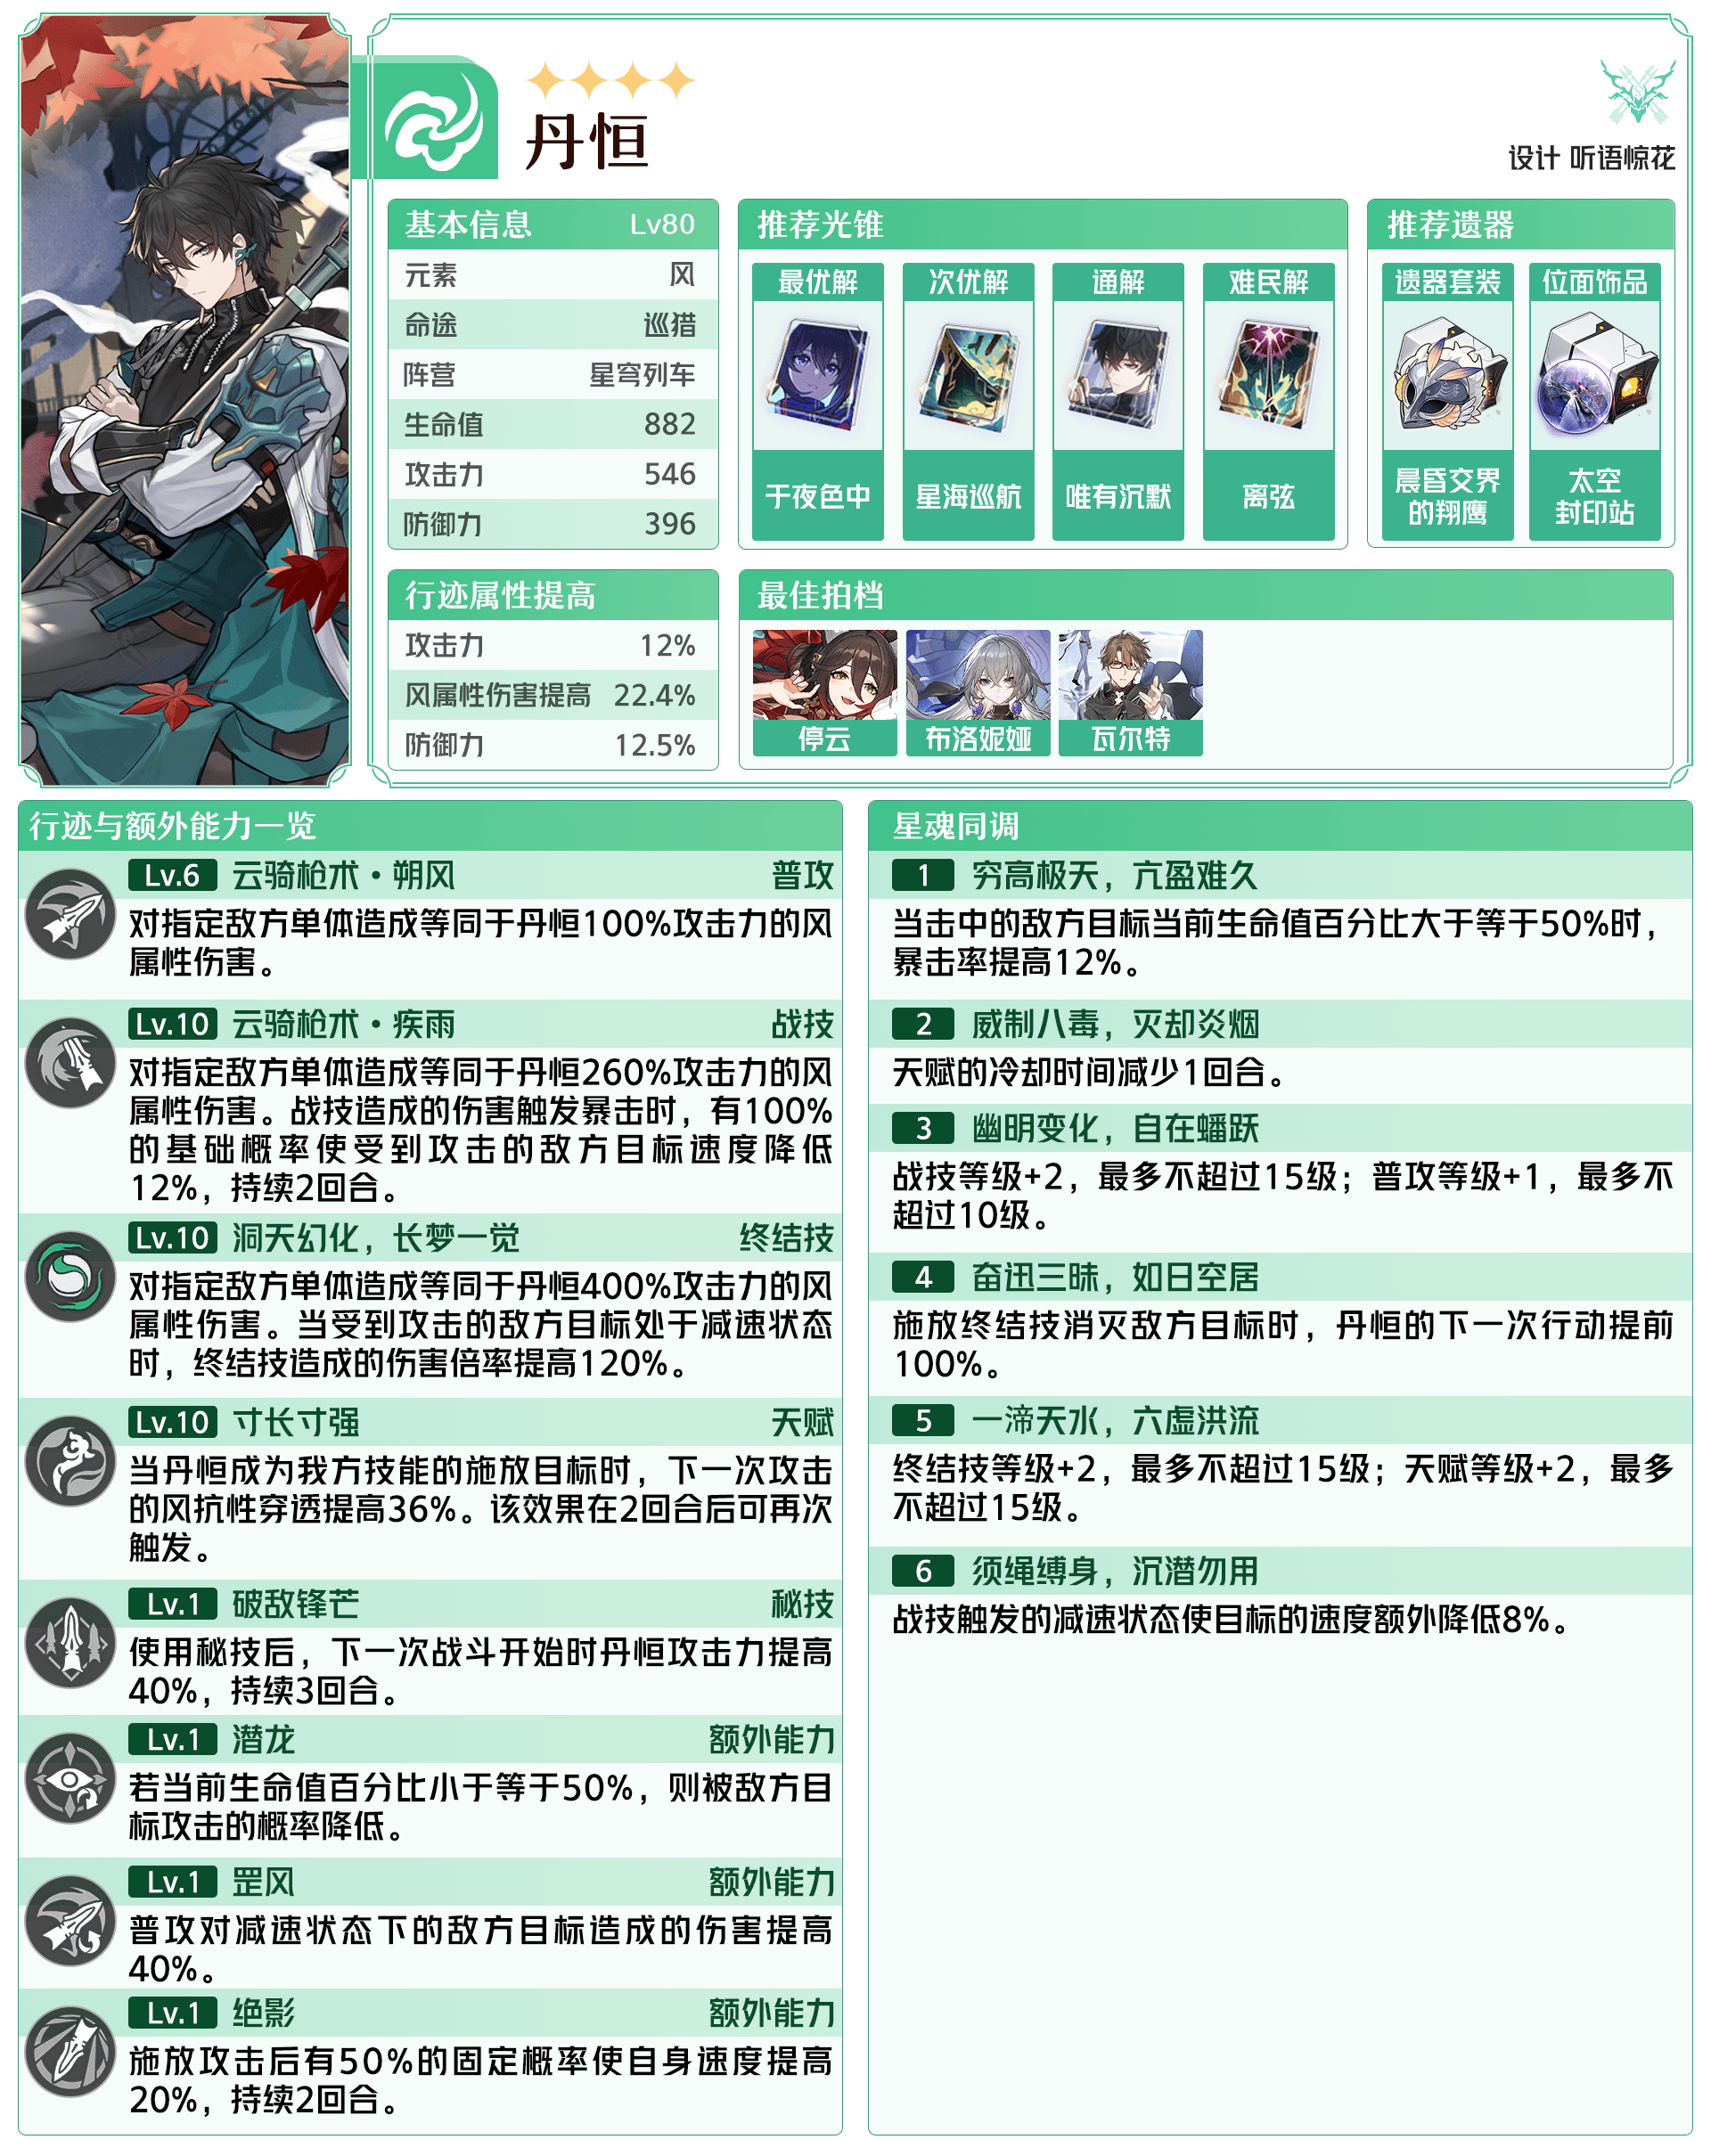 丹恒
设计 听语惊花
基本信息 Lv80
元素 风
命途 巡猎
阵营 星穹列车
生命值 882
攻击力 546
防御力 396
推荐光锥
最优解 次优解 通解 难民解
于夜色中 星海巡航 唯有沉默 离弦
推荐遗器
遗器套装 位面饰品
晨昏交界 太空
的翔鹰 封印站
行迹属性提高
攻击力 12%
风属性伤害提高 22.4%
防御力 12.5%
最佳拍档
停云 布洛妮娅 瓦尔特
行迹与额外能力一览
Lv.6 云骑枪术·朔风 普攻
对指定敌方单体造成等同于丹恒100%攻击力的风
属性伤害。
Lv.10 云骑枪术·疾雨 战技
对指定敌方单体造成等同于丹恒260%攻击力的风
属性伤害。战技造成的伤害触发暴击时，有100%
的基础概率使受到攻击的敌方目标速度降低
12%，持续2回合。
Lv.10 洞天幻化，长梦一觉 终结技
对指定敌方单体造成等同于丹恒400%攻击力的风
属性伤害。当受到攻击的敌方目标处于减速状态
时，终结技造成的伤害倍率提高120%。
Lv.10 寸长寸强 天赋
当丹恒成为我方技能的施放目标时，下一次攻击
的风抗性穿透提高36%。该效果在2回合后可再次
触发。
Lv.1 破敌锋芒 秘技
使用秘技后，下一次战斗开始时丹恒攻击力提高
40%，持续3回合。
Lv.1 潜龙 额外能力
若当前生命值百分比小于等于50%，则被敌方目
标攻击的概率降低。
Lv.1 罡风 额外能力
普攻对减速状态下的敌方目标造成的伤害提高
40%。
Lv.1 绝影 额外能力
施放攻击后有50%的固定概率使自身速度提高
20%，持续2回合。
星魂同调
1 穷高极天，亢盈难久
当击中的敌方目标当前生命值百分比大于等于50%时，
暴击率提高12%。
2 威制八毒，灭却炎烟
天赋的冷却时间减少1回合。
3 幽明变化，自在蟠跃
战技等级+2，最多不超过15级；普攻等级+1，最多不
超过10级。
4 奋迅三昧，如日空居
施放终结技消灭敌方目标时，丹恒的下一次行动提前
100%。
5 一渧天水，六虚洪流
终结技等级+2，最多不超过15级；天赋等级+2，最多
不超过15级。
6 须绳缚身，沉潜勿用
战技触发的减速状态使目标的速度额外降低8%。